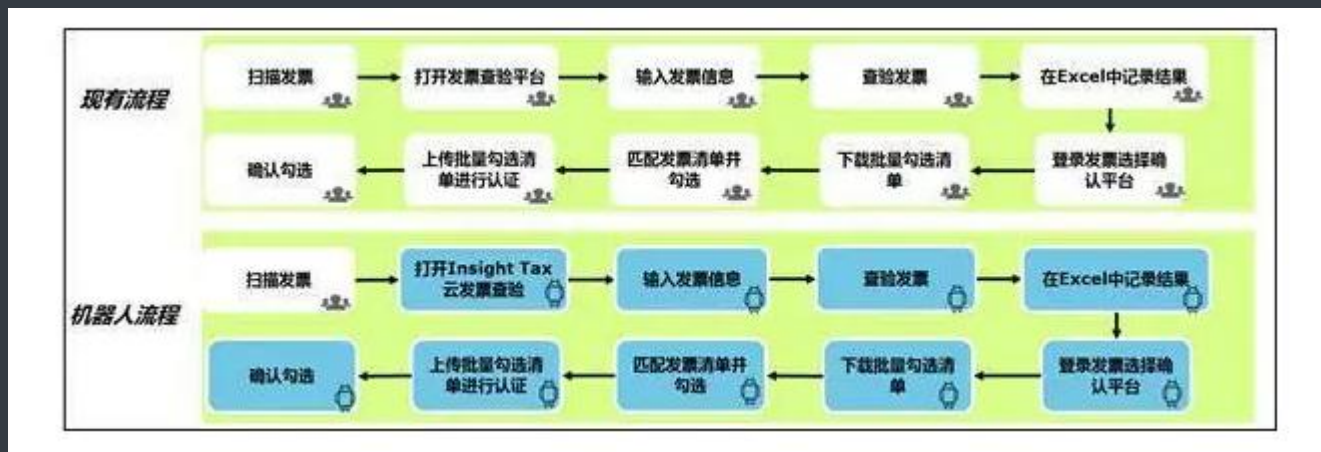 现有流程
扫描发票
打开发票查验平台
输入发票信息
查验发票
在Excel中记录结果
确认勾选
上传批量勾选清
单进行认证
匹配发票清单并
勾选
下载批量勾选清
单
登录发票选择确
认平台
机器人流程
扫描发票
打开Insight Tax
云发票查验
输入发票信息
查验发票
在Excel中记录结果
确认勾选
上传批量勾选清
单进行认证
匹配发票清单并
勾选
下载批量勾选清
单
登录发票选择确
认平台